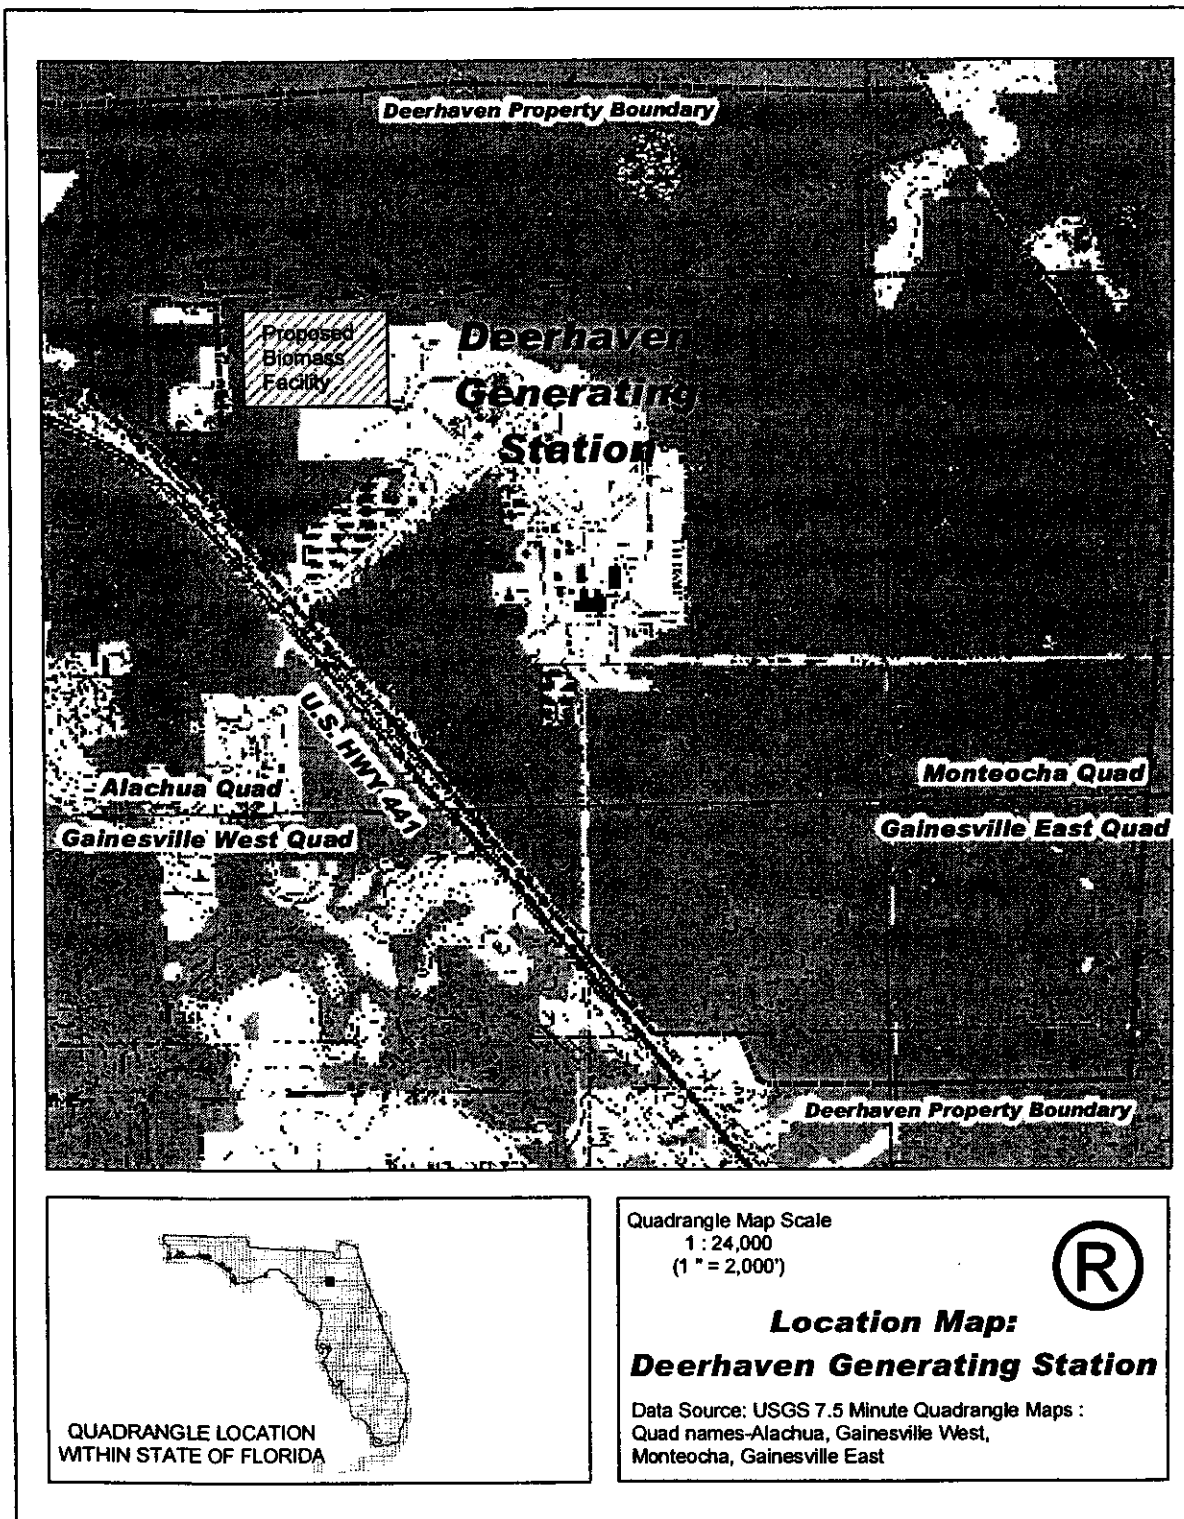 Deerhaven Property Boundary
Proposed
Biomass
Facility
Deerhaven
Generating
Station
U.S. HWY 441
Alachua Quad
Monteocha Quad
Gainesville West Quad
Gainesville East Quad
Deerhaven Property Boundary
QUADRANGLE LOCATION
WITHIN STATE OF FLORIDA
Quadrangle Map Scale
1 : 24,000
(1 " = 2,000')
R
Location Map:
Deerhaven Generating Station
Data Source: USGS 7.5 Minute Quadrangle Maps :
Quad names-Alachua, Gainesville West,
Monteocha, Gainesville East